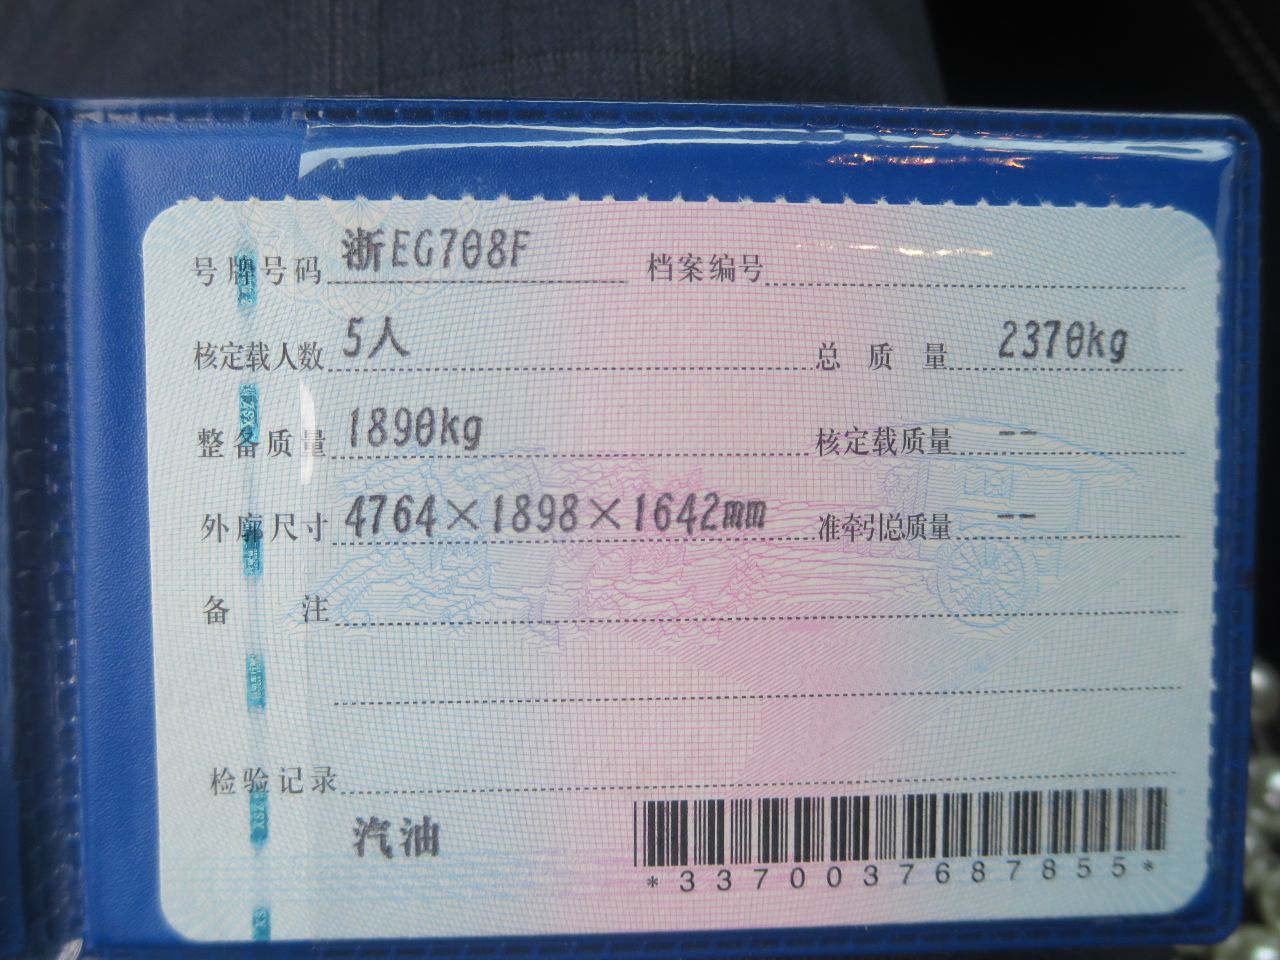 号牌号码 浙EG708F 档案编号
核定载人数 5人 总质量 2370kg
整备质量 1890kg 核定载质量 --
外廓尺寸 4764×1898×1642mm 准牵引总质量 --
备注
检验记录
汽油
*3370037687855*